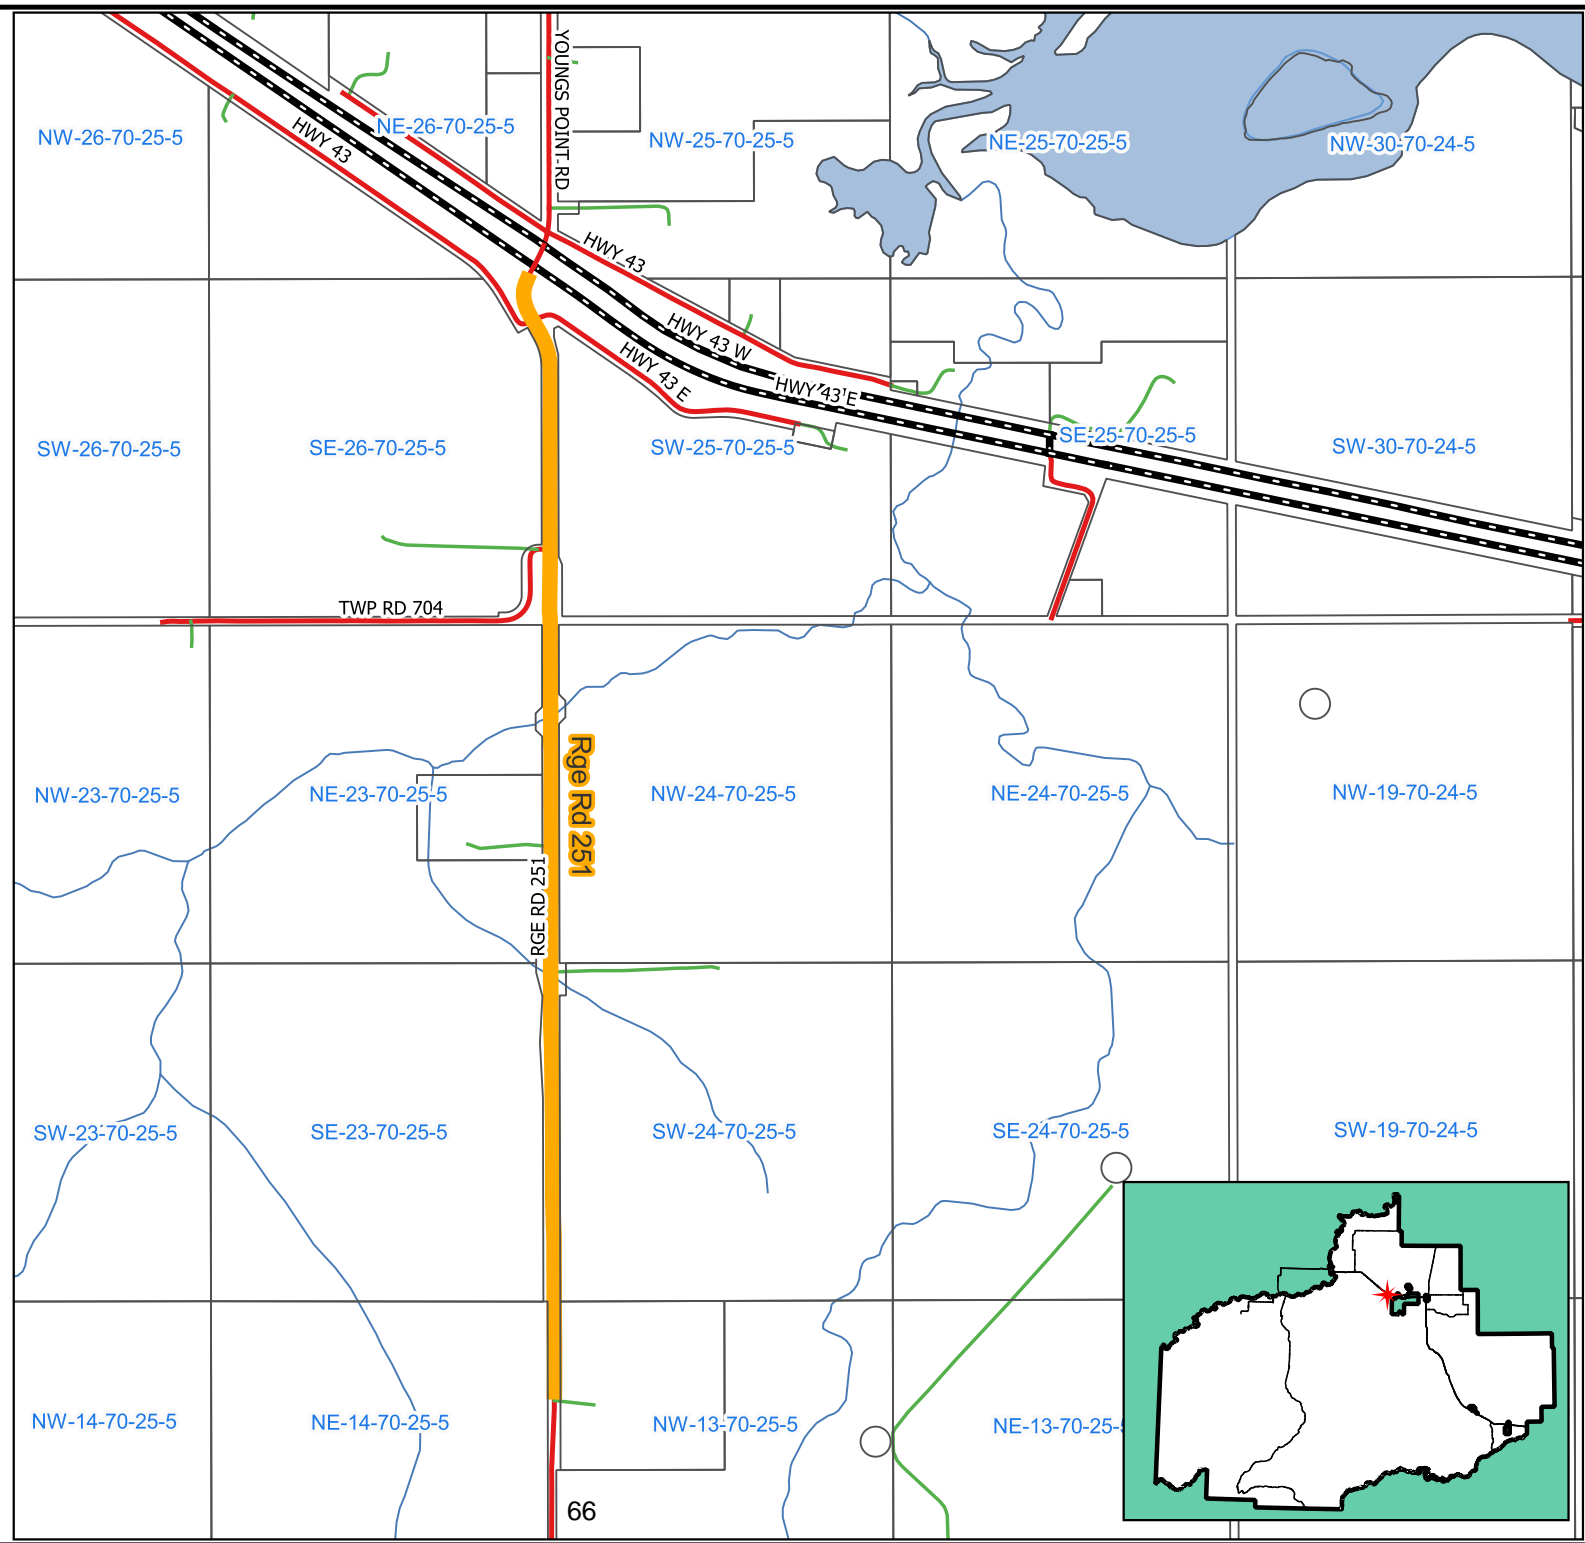 YOUNGS POINT RD
NW-26-70-25-5
HWY 43
NE-26-70-25-5
NW-25-70-25-5
NE-25-70-25-5
NW-30-70-24-5
HWY 43
HWY 43 W
HWY 43 E
HWY 43 E
SW-26-70-25-5
SE-26-70-25-5
SW-25-70-25-5
SE-25-70-25-5
SW-30-70-24-5
TWP RD 704
NW-23-70-25-5
NE-23-70-25-5
Rge Rd 251
NW-24-70-25-5
NE-24-70-25-5
NW-19-70-24-5
RGE RD 251
SW-23-70-25-5
SE-23-70-25-5
SW-24-70-25-5
SE-24-70-25-5
SW-19-70-24-5
NW-14-70-25-5
NE-14-70-25-5
NW-13-70-25-5
NE-13-70-25-
66